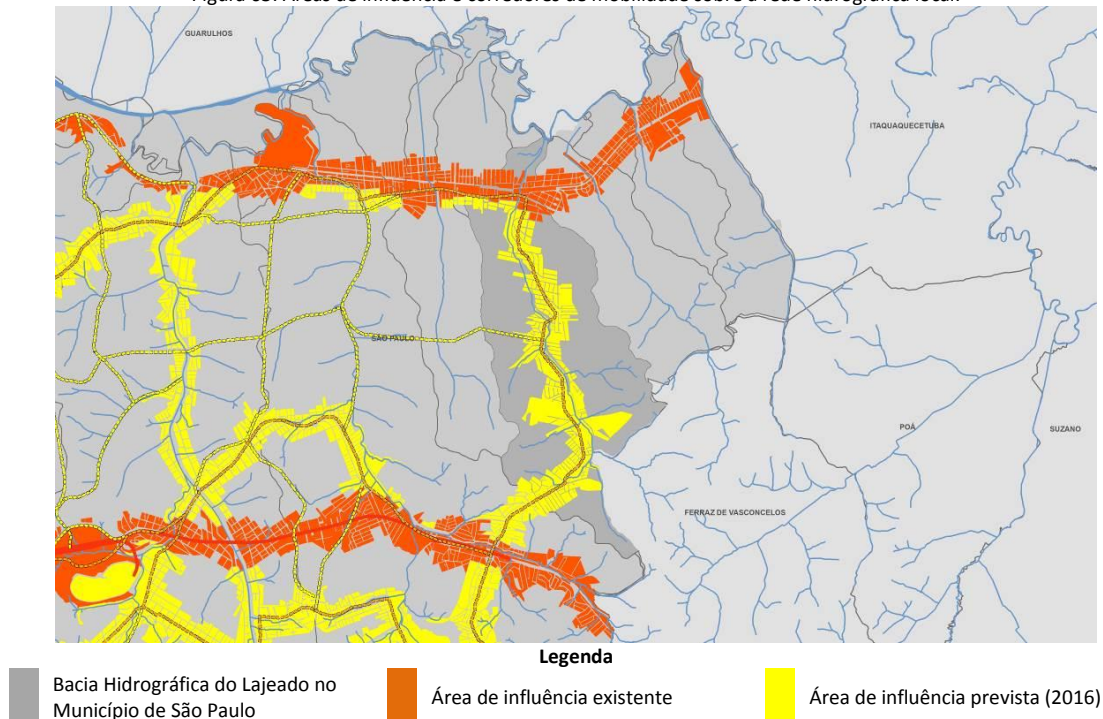 GUARULHOS
ITAQUAQUECETUBA
SÃO PAULO
POÁ
SUZANO
FERRAZ DE VASCONCELOS
Legenda
Bacia Hidrográfica do Lajeado no
Município de São Paulo
Área de influência existente
Área de influência prevista (2016)